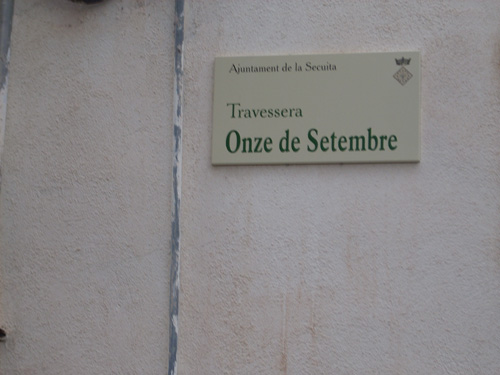 Ajuntament de la Secuita
Travessera
Onze de Setembre